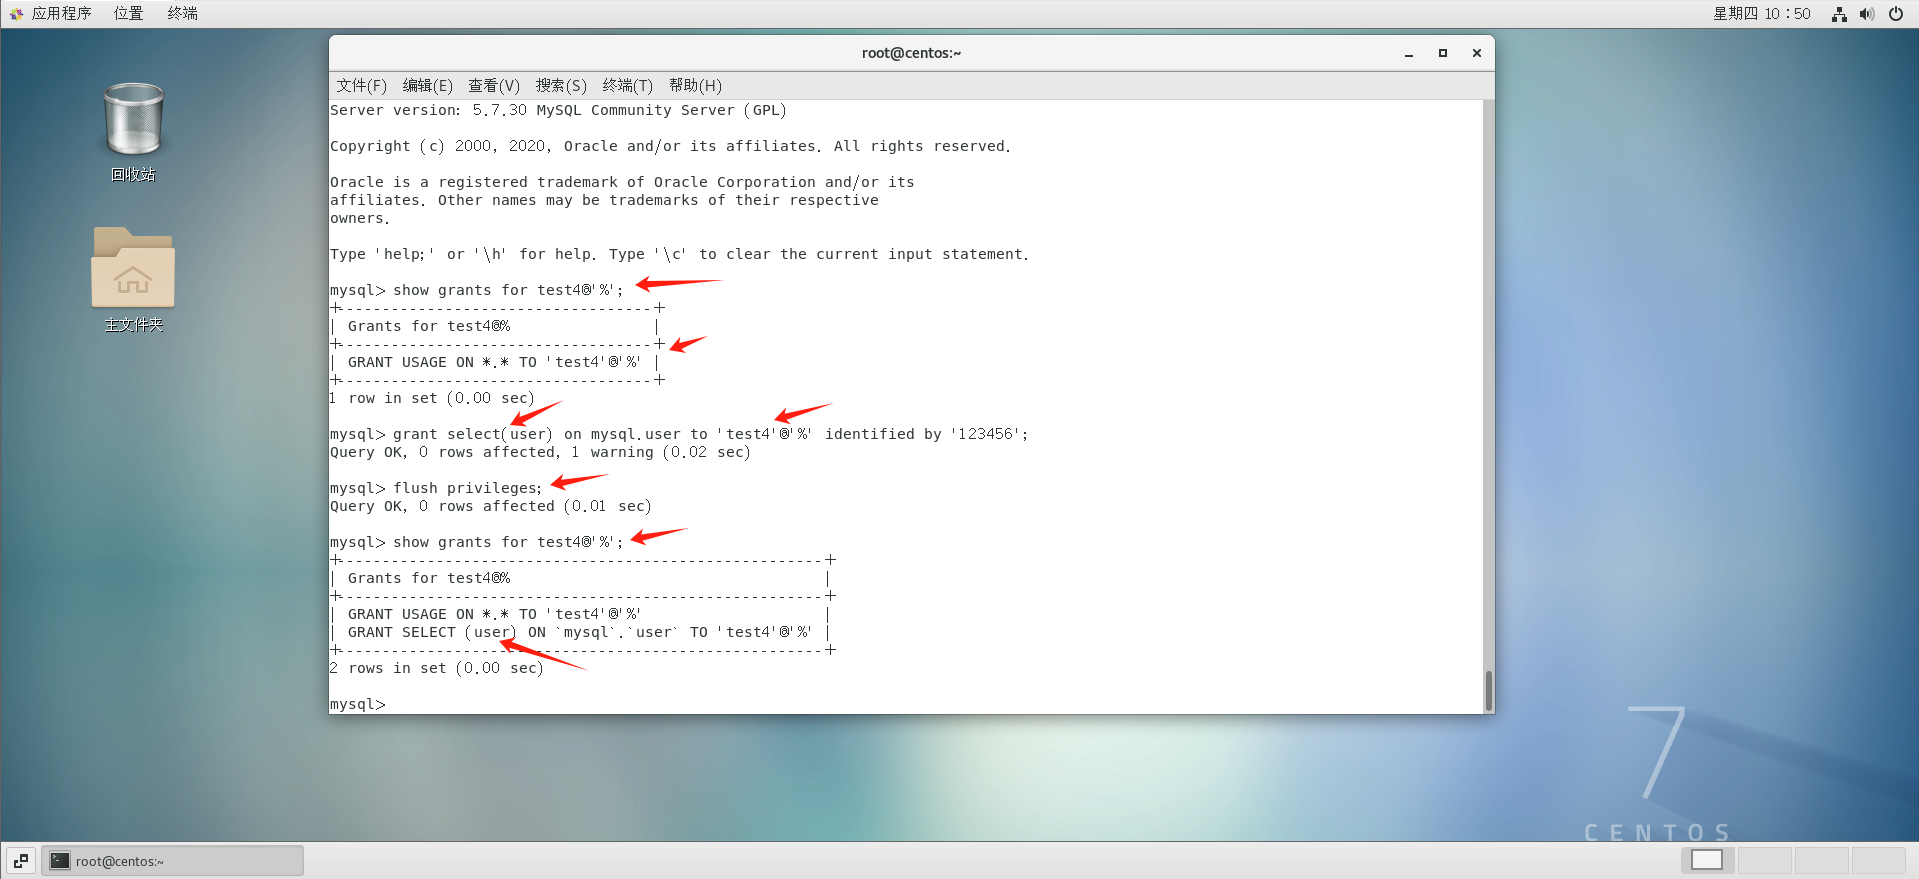 应用程序 位置 终端 星期四 10：50
root@centos:~
文件(F) 编辑(E) 查看(V) 搜索(S) 终端(T) 帮助(H)
Server version: 5.7.30 MySQL Community Server (GPL)
Copyright (c) 2000, 2020, Oracle and/or its affiliates. All rights reserved.
Oracle is a registered trademark of Oracle Corporation and/or its
affiliates. Other names may be trademarks of their respective
owners.
Type 'help;' or '\h' for help. Type '\c' to clear the current input statement.
mysql> show grants for test4@'%';
+----------------------------------+
| Grants for test4@%               |
+----------------------------------+
| GRANT USAGE ON *.* TO 'test4'@'%' |
+----------------------------------+
1 row in set (0.00 sec)
mysql> grant select(user) on mysql.user to 'test4'@'%' identified by '123456';
Query OK, 0 rows affected, 1 warning (0.02 sec)
mysql> flush privileges;
Query OK, 0 rows affected (0.01 sec)
mysql> show grants for test4@'%';
+-----------------------------------------------------+
| Grants for test4@%                                  |
+-----------------------------------------------------+
| GRANT USAGE ON *.* TO 'test4'@'%'                   |
| GRANT SELECT (user) ON `mysql`.`user` TO 'test4'@'%' |
+-----------------------------------------------------+
2 rows in set (0.00 sec)
mysql>
回收站
主文件夹
7
CENTOS
root@centos:~